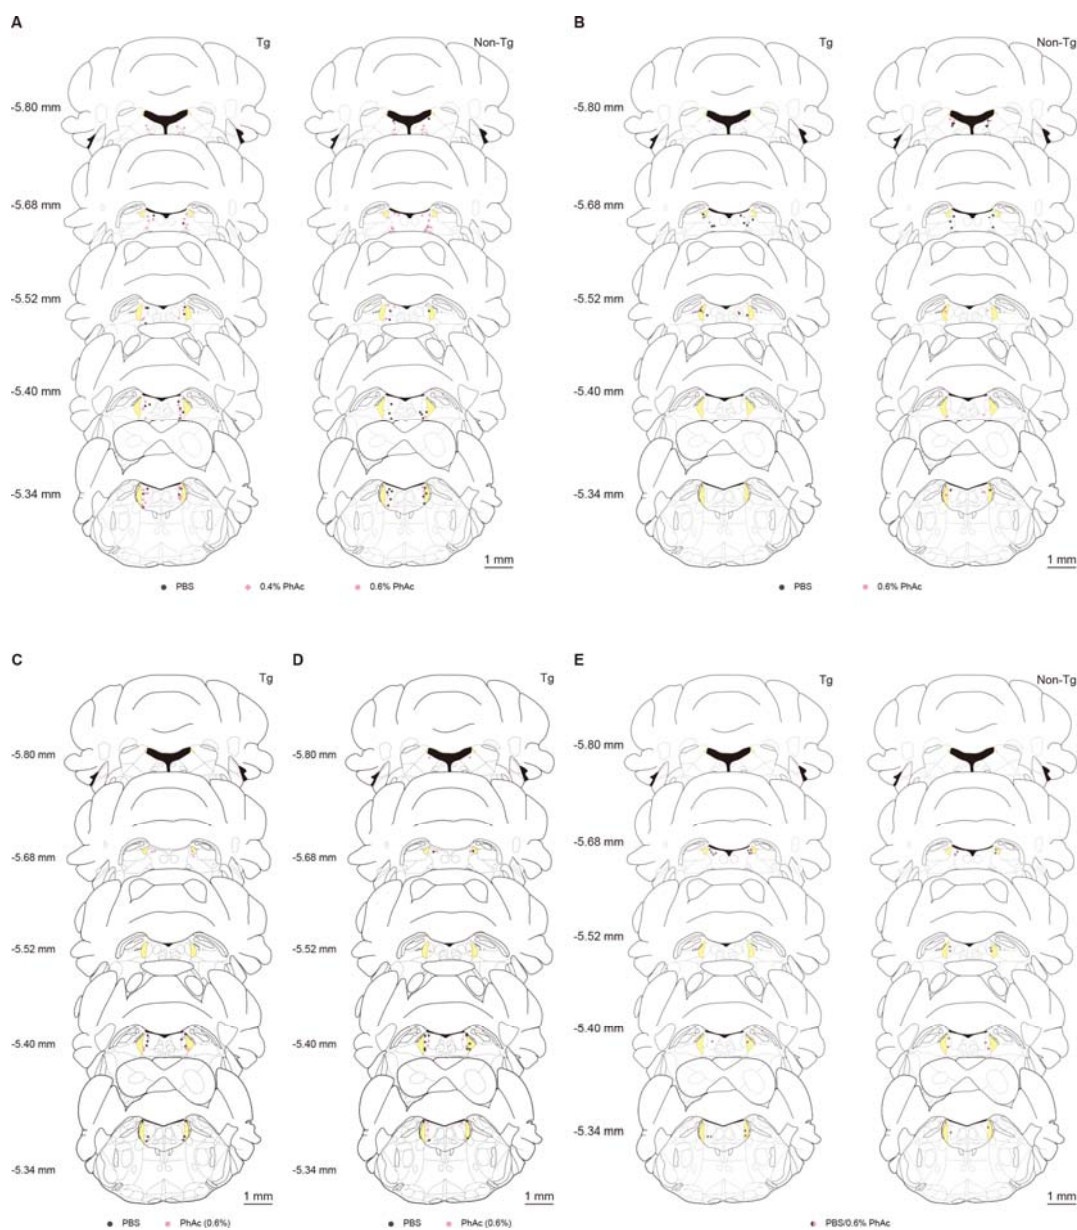 A
Tg
Non-Tg
-5.80 mm
-5.68 mm
-5.52 mm
-5.40 mm
-5.34 mm
1 mm
PBS
0.4% PhAc
0.6% PhAc
B
Tg
Non-Tg
-5.80 mm
-5.68 mm
-5.52 mm
-5.40 mm
-5.34 mm
1 mm
PBS
0.6% PhAc
C
Tg
-5.80 mm
-5.68 mm
-5.52 mm
-5.40 mm
-5.34 mm
1 mm
PBS
PhAc (0.6%)
D
Tg
-5.80 mm
-5.68 mm
-5.52 mm
-5.40 mm
-5.34 mm
1 mm
PBS
PhAc (0.6%)
E
Tg
Non-Tg
-5.80 mm
-5.68 mm
-5.52 mm
-5.40 mm
-5.34 mm
1 mm
PBS/0.6% PhAc